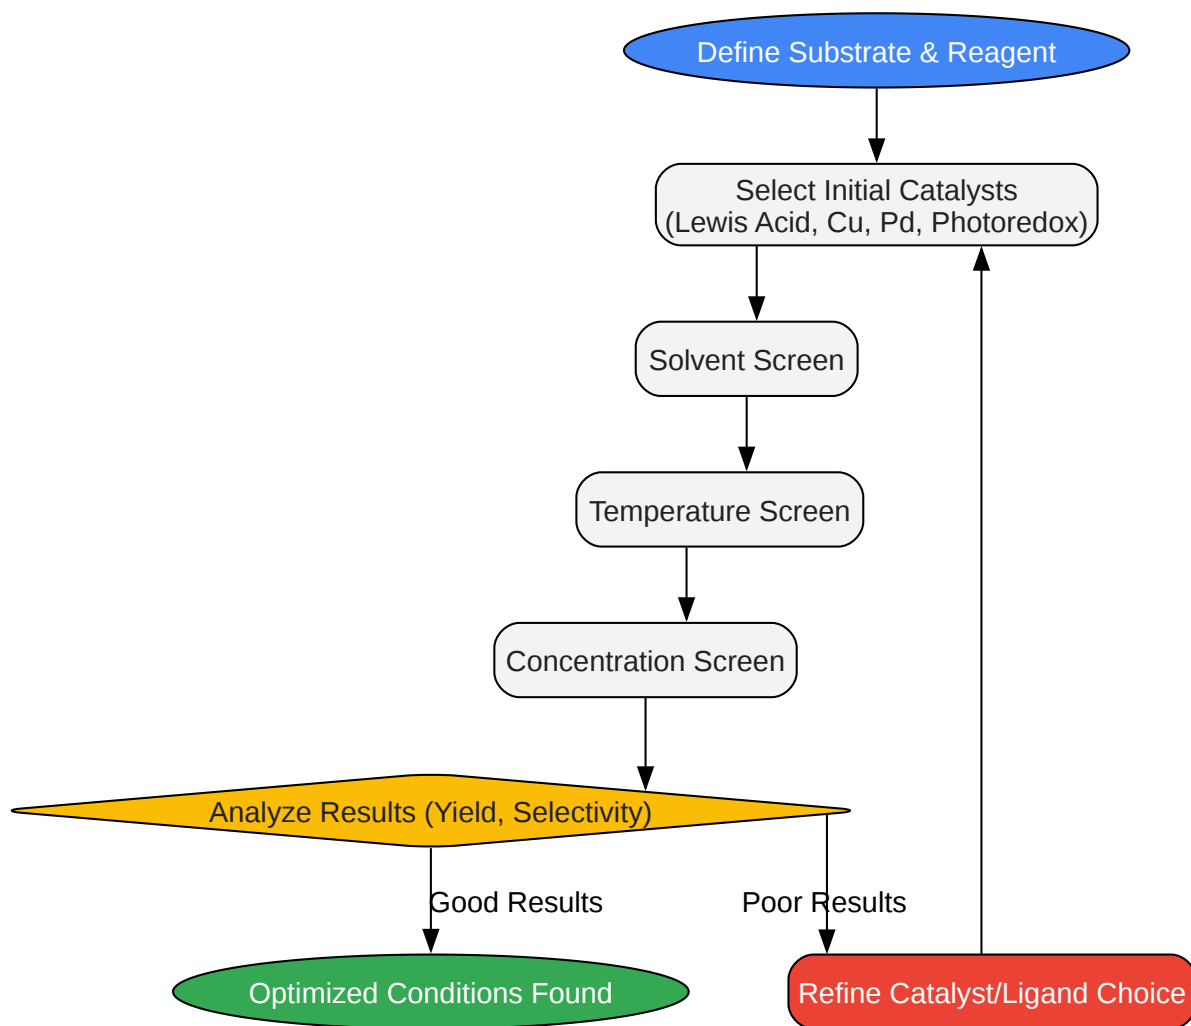 Define Substrate & Reagent
Select Initial Catalysts
(Lewis Acid, Cu, Pd, Photoredox)
Solvent Screen
Temperature Screen
Concentration Screen
Analyze Results (Yield, Selectivity)
Good Results
Poor Results
Optimized Conditions Found
Refine Catalyst/Ligand Choice